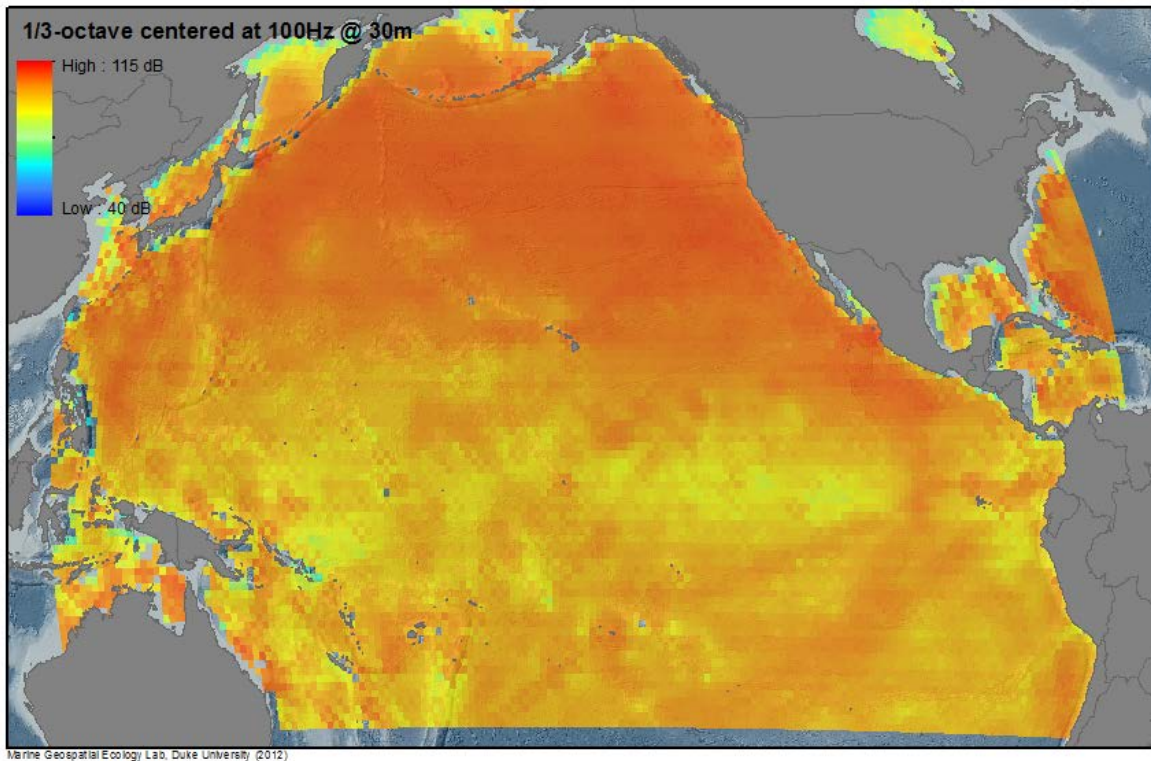 1/3-octave centered at 100Hz @ 30m
High : 115 dB
Low : 40 dB
Marine Geospatial Ecology Lab, Duke University (2012)